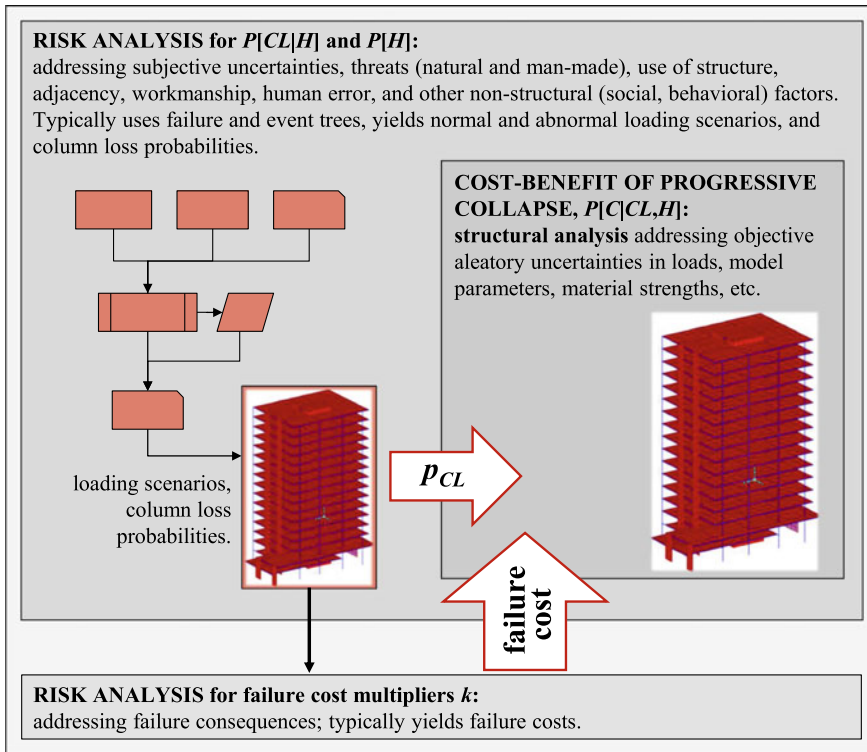 RISK ANALYSIS for P[CL|H] and P[H]:
addressing subjective uncertainties, threats (natural and man-made), use of structure,
adjacency, workmanship, human error, and other non-structural (social, behavioral) factors.
Typically uses failure and event trees, yields normal and abnormal loading scenarios, and
column loss probabilities.
COST-BENEFIT OF PROGRESSIVE
COLLAPSE, P[C|CL,H]:
structural analysis addressing objective
aleatory uncertainties in loads, model
parameters, material strengths, etc.
loading scenarios,
column loss
probabilities.
pCL
failure
cost
RISK ANALYSIS for failure cost multipliers k:
addressing failure consequences; typically yields failure costs.